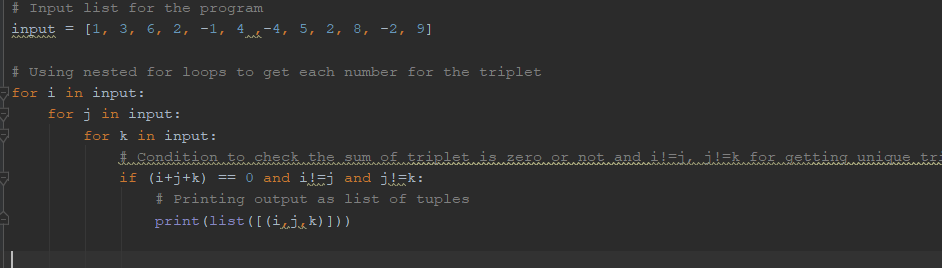 # Input list for the program
input = [1, 3, 6, 2, -1, 4 ,-4, 5, 2, 8, -2, 9]
# Using nested for loops to get each number for the triplet
for i in input:
for j in input:
for k in input:
# Condition to check the sum of triplet is zero or not and i!=j, j!=k for getting unique tri
if (i+j+k) == 0 and i!=j and j!=k:
# Printing output as list of tuples
print(list([(i,j,k)]))